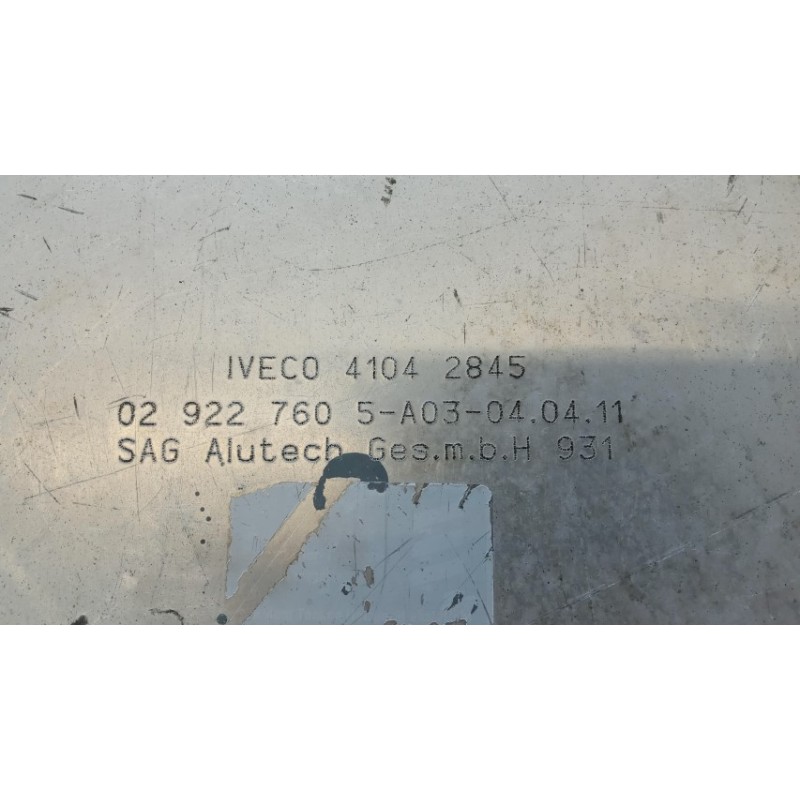 IVECO 4104 2845
02 922 760 5-A03-04.04.11
SAG Alutech Ges.m.b.H 931